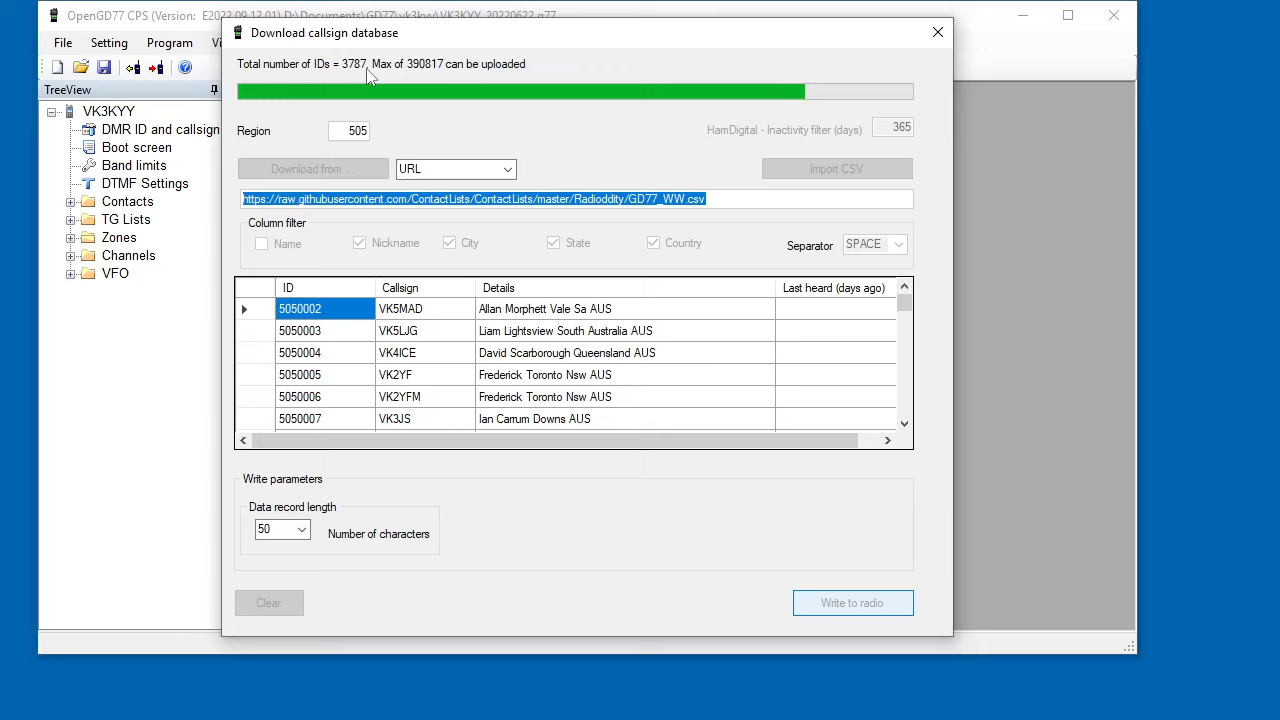 OpenGD77 CPS (Version: E2022.09.12.01) D:\Documents\GD77\vk3kyy\VK3KYY_20220622.g77
File Setting Program Vi
Download callsign database
Total number of IDs = 3787. Max of 390817 can be uploaded
TreeView
VK3KYY
DMR ID and callsign
Boot screen
Band limits
DTMF Settings
Contacts
TG Lists
Zones
Channels
VFO
Region 505 HamDigital - Inactivity filter (days) 365
Download from ... URL Import CSV
https://raw.githubusercontent.com/ContactLists/ContactLists/master/Radioddity/GD77_WW.csv
Column filter
Name Nickname City State Country Separator SPACE
ID Callsign Details Last heard (days ago)
5050002 VK5MAD Allan Morphett Vale Sa AUS
5050003 VK5LJG Liam Lightsview South Australia AUS
5050004 VK4ICE David Scarborough Queensland AUS
5050005 VK2YF Frederick Toronto Nsw AUS
5050006 VK2YFM Frederick Toronto Nsw AUS
5050007 VK3JS Ian Carrum Downs AUS
Write parameters
Data record length
50 Number of characters
Clear Write to radio